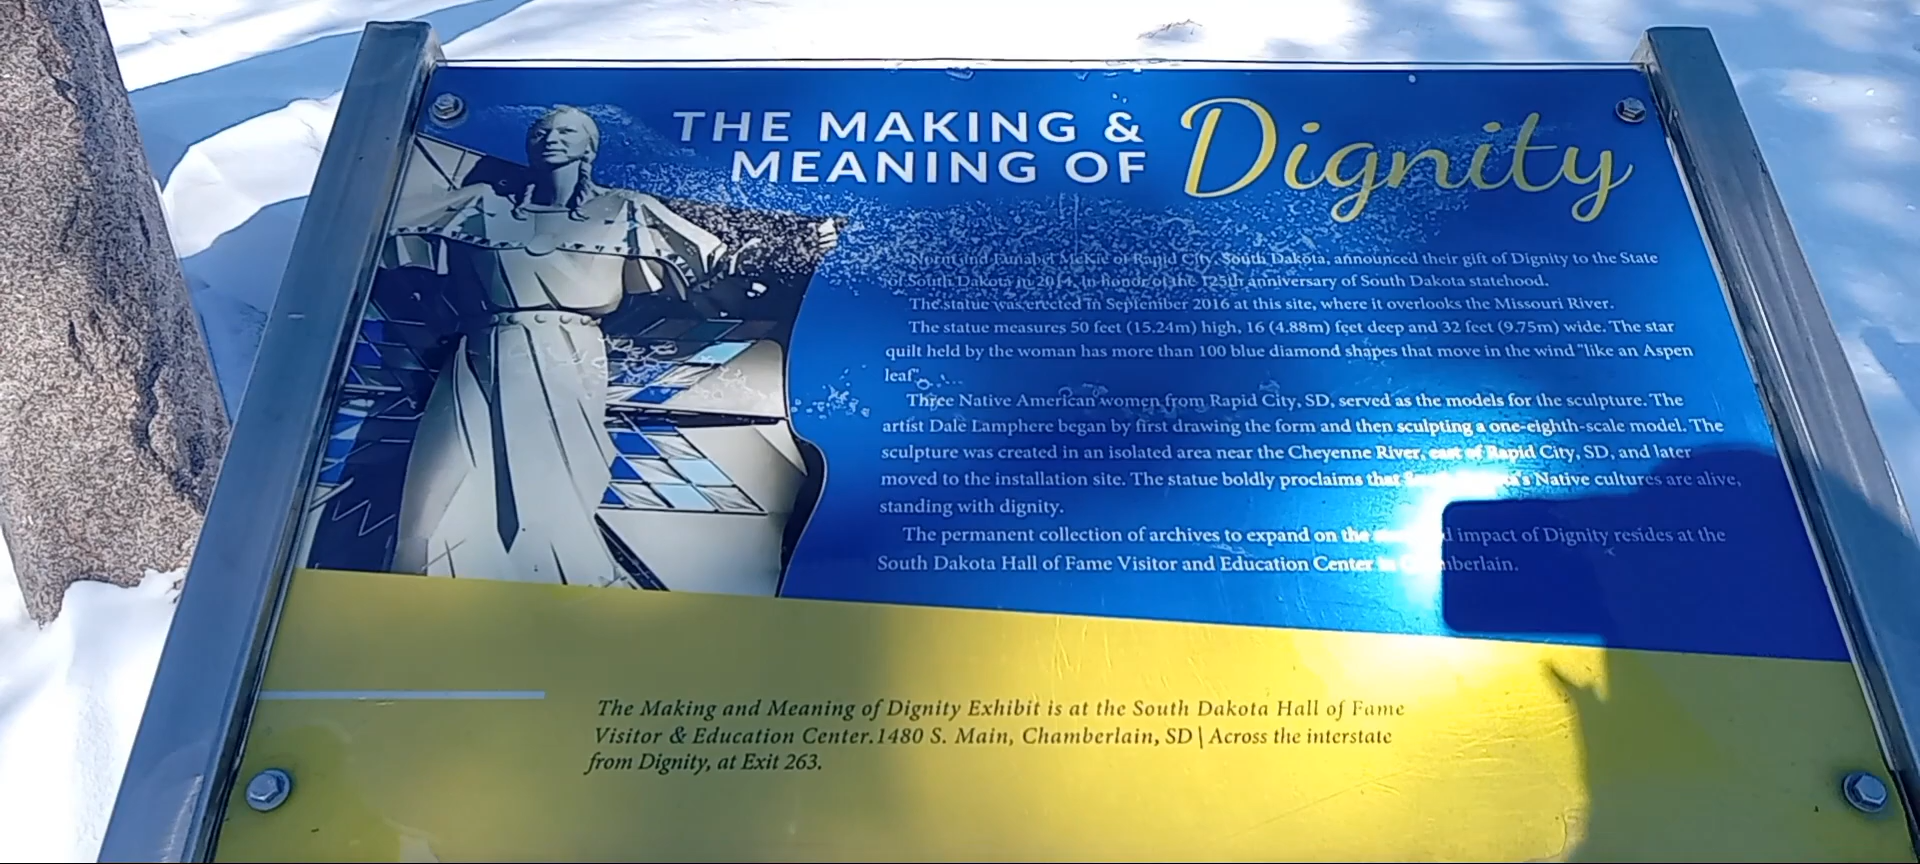 THE MAKING &
MEANING OF Dignity
Norm and Eunabel McKie of Rapid City, South Dakota, announced their gift of Dignity to the State
of South Dakota in 2014, in honor of the 125th anniversary of South Dakota statehood.
The statue was erected in September 2016 at this site, where it overlooks the Missouri River.
The statue measures 50 feet (15.24m) high, 16 (4.88m) feet deep and 32 feet (9.75m) wide. The star
quilt held by the woman has more than 100 blue diamond shapes that move in the wind "like an Aspen
leaf".
Three Native American women from Rapid City, SD, served as the models for the sculpture. The
artist Dale Lamphere began by first drawing the form and then sculpting a one-eighth-scale model. The
sculpture was created in an isolated area near the Cheyenne River, east of Rapid City, SD, and later
moved to the installation site. The statue boldly proclaims that Native cultures are alive,
standing with dignity.
The permanent collection of archives to expand on the impact of Dignity resides at the
South Dakota Hall of Fame Visitor and Education Center Chamberlain.
The Making and Meaning of Dignity Exhibit is at the South Dakota Hall of Fame
Visitor & Education Center.1480 S. Main, Chamberlain, SD | Across the interstate
from Dignity, at Exit 263.